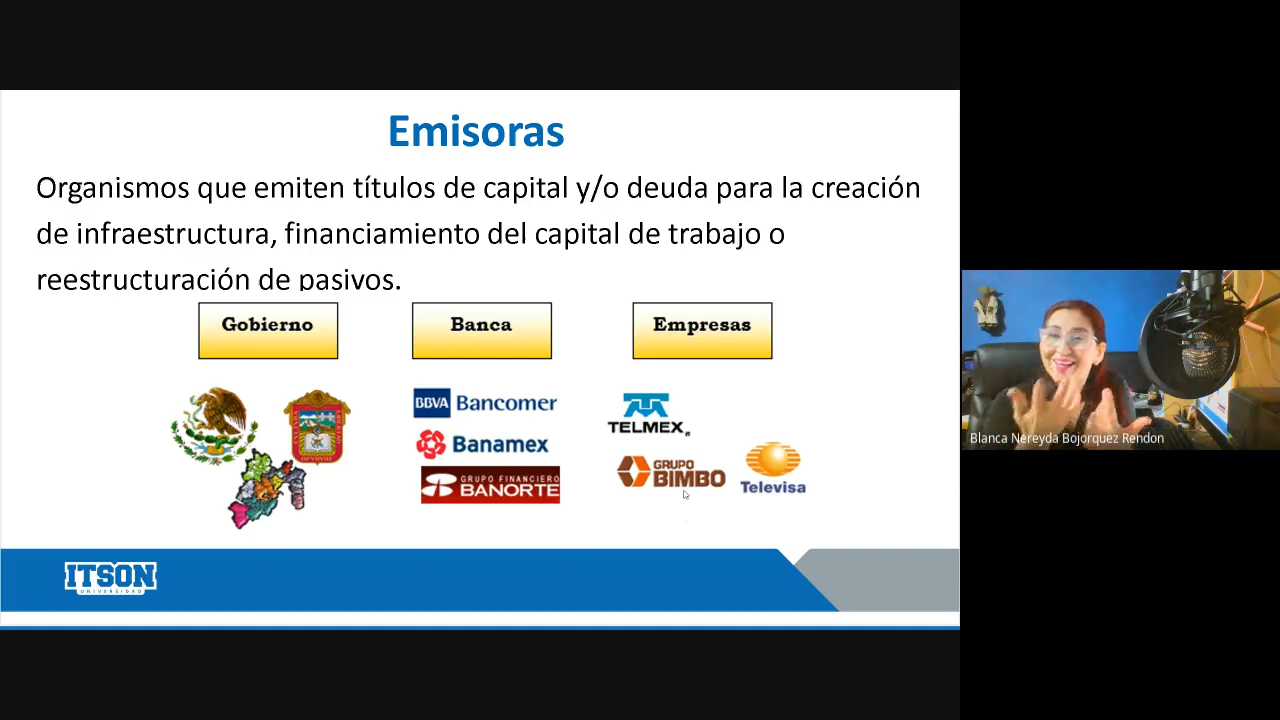 Emisoras
Organismos que emiten títulos de capital y/o deuda para la creación
de infraestructura, financiamiento del capital de trabajo o
reestructuración de pasivos.
Gobierno
Banca
Empresas
BBVA Bancomer
Banamex
GRUPO FINANCIERO
BANORTE
TELMEX
GRUPO
BIMBO
Televisa
ITSON
UNIVERSIDAD
Blanca Nereyda Bojorquez Rendon